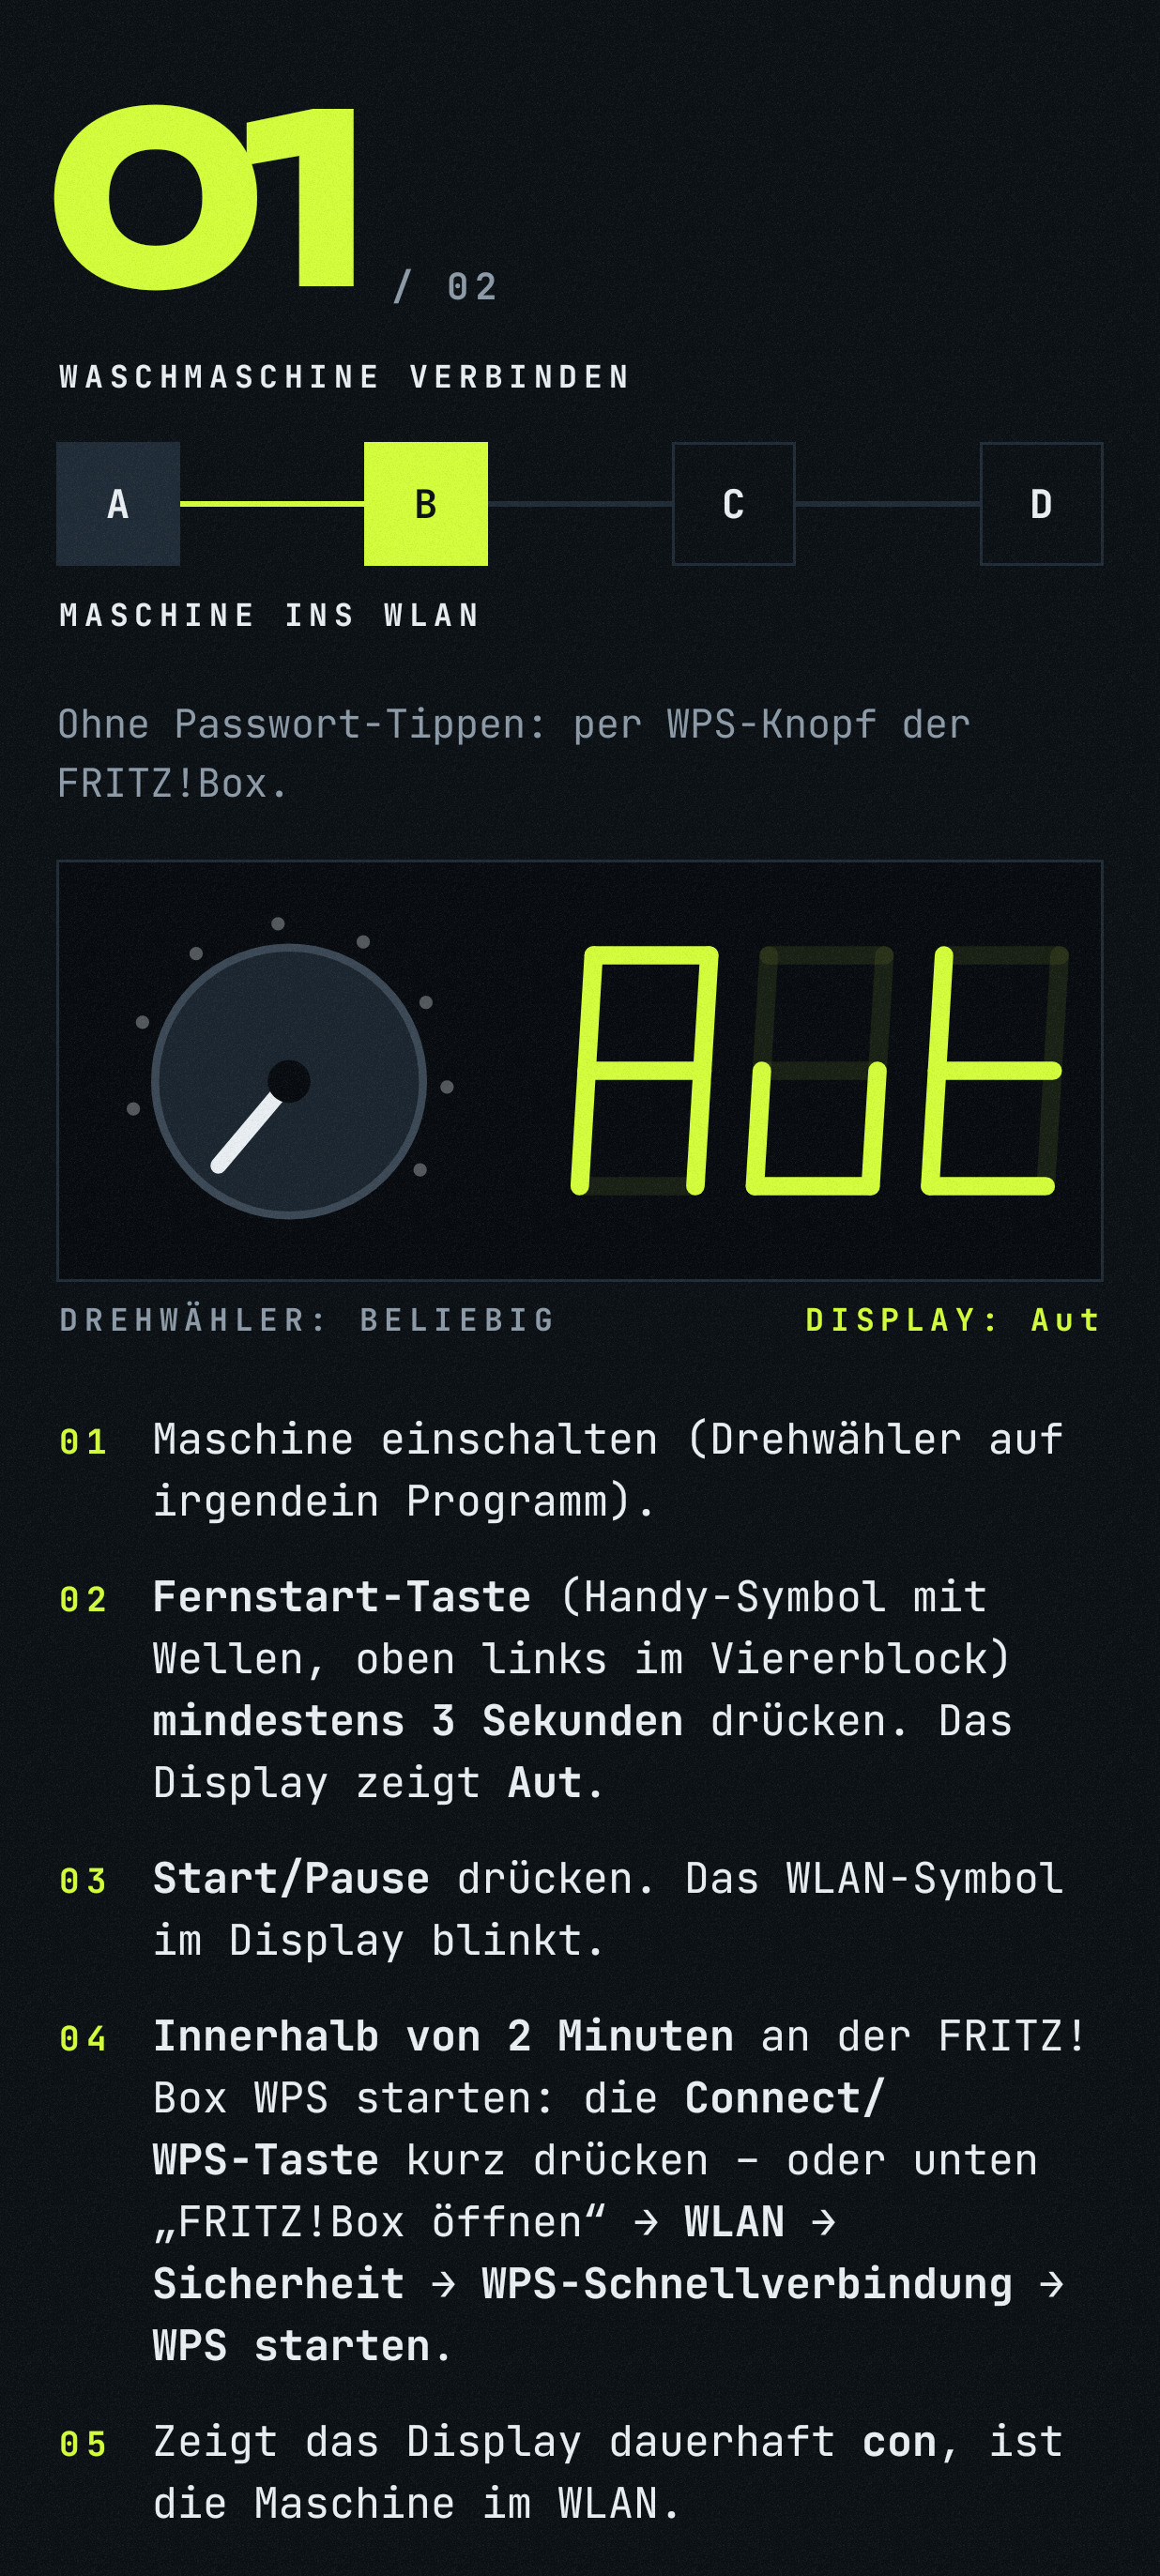 01 / 02
WASCHMASCHINE VERBINDEN
A B C D
MASCHINE INS WLAN
Ohne Passwort-Tippen: per WPS-Knopf der
FRITZ!Box.
Aut
DREHWÄHLER: BELIEBIG DISPLAY: Aut
01 Maschine einschalten (Drehwähler auf
irgendein Programm).
02 Fernstart-Taste (Handy-Symbol mit
Wellen, oben links im Viererblock)
mindestens 3 Sekunden drücken. Das
Display zeigt Aut.
03 Start/Pause drücken. Das WLAN-Symbol
im Display blinkt.
04 Innerhalb von 2 Minuten an der FRITZ!
Box WPS starten: die Connect/
WPS-Taste kurz drücken – oder unten
„FRITZ!Box öffnen“ → WLAN →
Sicherheit → WPS-Schnellverbindung →
WPS starten.
05 Zeigt das Display dauerhaft con, ist
die Maschine im WLAN.